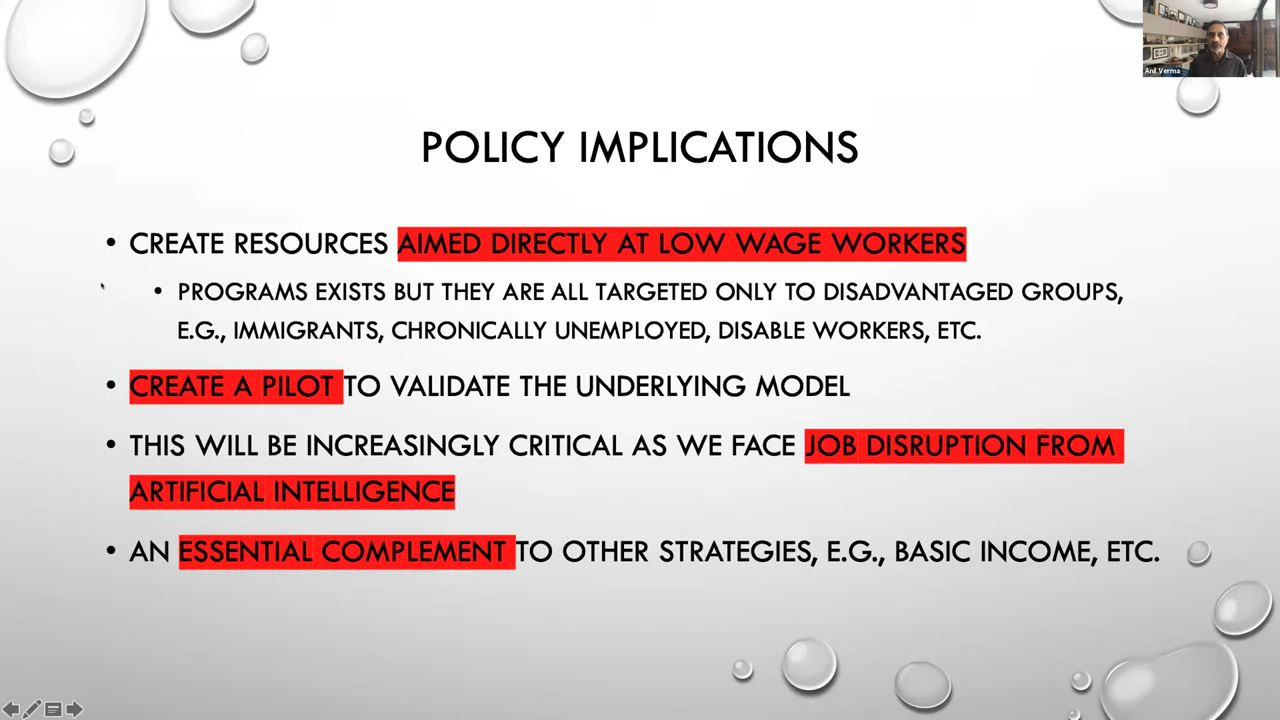 Anil Verma
POLICY IMPLICATIONS
• CREATE RESOURCES AIMED DIRECTLY AT LOW WAGE WORKERS
• PROGRAMS EXISTS BUT THEY ARE ALL TARGETED ONLY TO DISADVANTAGED GROUPS,
E.G., IMMIGRANTS, CHRONICALLY UNEMPLOYED, DISABLE WORKERS, ETC.
• CREATE A PILOT TO VALIDATE THE UNDERLYING MODEL
• THIS WILL BE INCREASINGLY CRITICAL AS WE FACE JOB DISRUPTION FROM
ARTIFICIAL INTELLIGENCE
• AN ESSENTIAL COMPLEMENT TO OTHER STRATEGIES, E.G., BASIC INCOME, ETC.